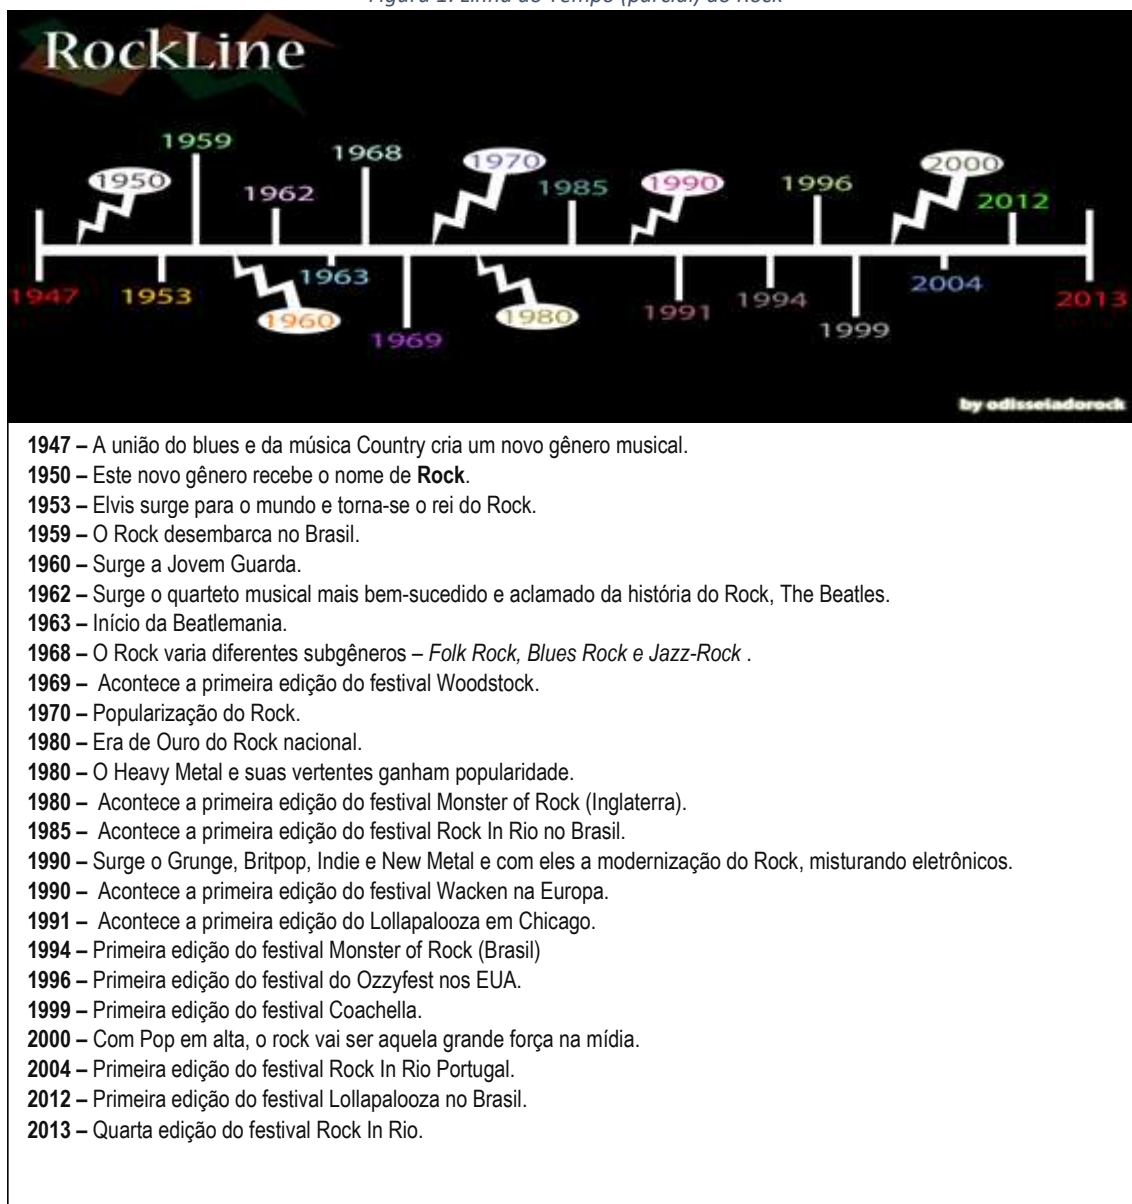 Figura 1: Linha do Tempo (parcial) do Rock
RockLine
1959
1968
1970
1950
1962
1985
1990
1996
2000
2012
1947
1953
1963
1960
1969
1980
1991
1994
1999
2004
2013
by odisseiadorock
1947 – A união do blues e da música Country cria um novo gênero musical.
1950 – Este novo gênero recebe o nome de Rock.
1953 – Elvis surge para o mundo e torna-se o rei do Rock.
1959 – O Rock desembarca no Brasil.
1960 – Surge a Jovem Guarda.
1962 – Surge o quarteto musical mais bem-sucedido e aclamado da história do Rock, The Beatles.
1963 – Início da Beatlemania.
1968 – O Rock varia diferentes subgêneros – Folk Rock, Blues Rock e Jazz-Rock .
1969 – Acontece a primeira edição do festival Woodstock.
1970 – Popularização do Rock.
1980 – Era de Ouro do Rock nacional.
1980 – O Heavy Metal e suas vertentes ganham popularidade.
1980 – Acontece a primeira edição do festival Monster of Rock (Inglaterra).
1985 – Acontece a primeira edição do festival Rock In Rio no Brasil.
1990 – Surge o Grunge, Britpop, Indie e New Metal e com eles a modernização do Rock, misturando eletrônicos.
1990 – Acontece a primeira edição do festival Wacken na Europa.
1991 – Acontece a primeira edição do Lollapalooza em Chicago.
1994 – Primeira edição do festival Monster of Rock (Brasil)
1996 – Primeira edição do festival do Ozzyfest nos EUA.
1999 – Primeira edição do festival Coachella.
2000 – Com Pop em alta, o rock vai ser aquela grande força na mídia.
2004 – Primeira edição do festival Rock In Rio Portugal.
2012 – Primeira edição do festival Lollapalooza no Brasil.
2013 – Quarta edição do festival Rock In Rio.